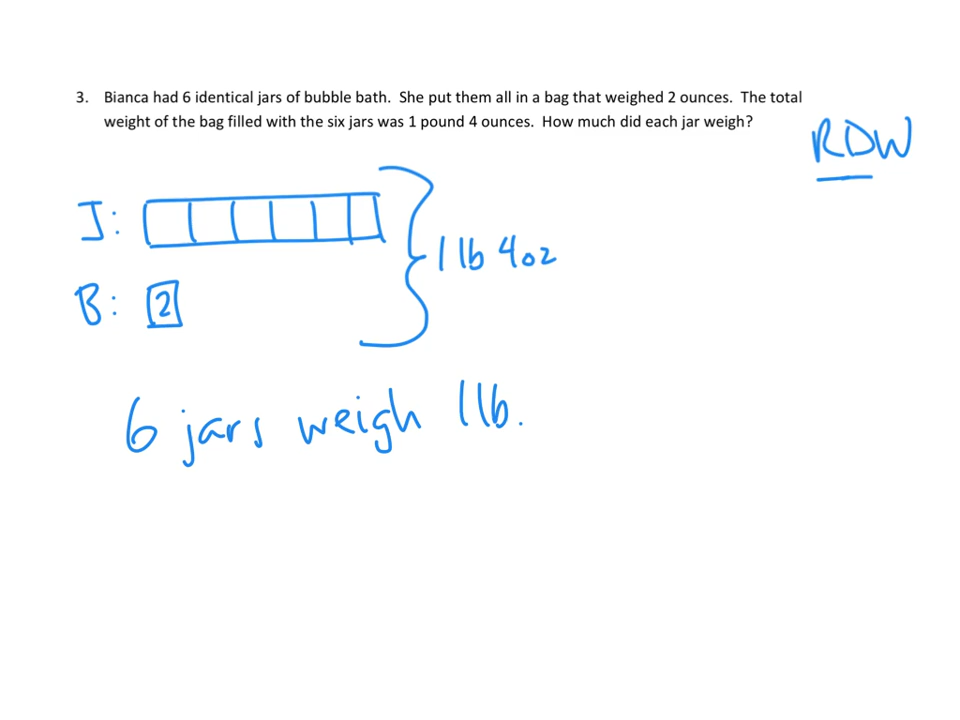 3. Bianca had 6 identical jars of bubble bath. She put them all in a bag that weighed 2 ounces. The total
weight of the bag filled with the six jars was 1 pound 4 ounces. How much did each jar weigh?
RDW
J:
1 lb 4oz
B: 2
6 jars weigh 1 lb.